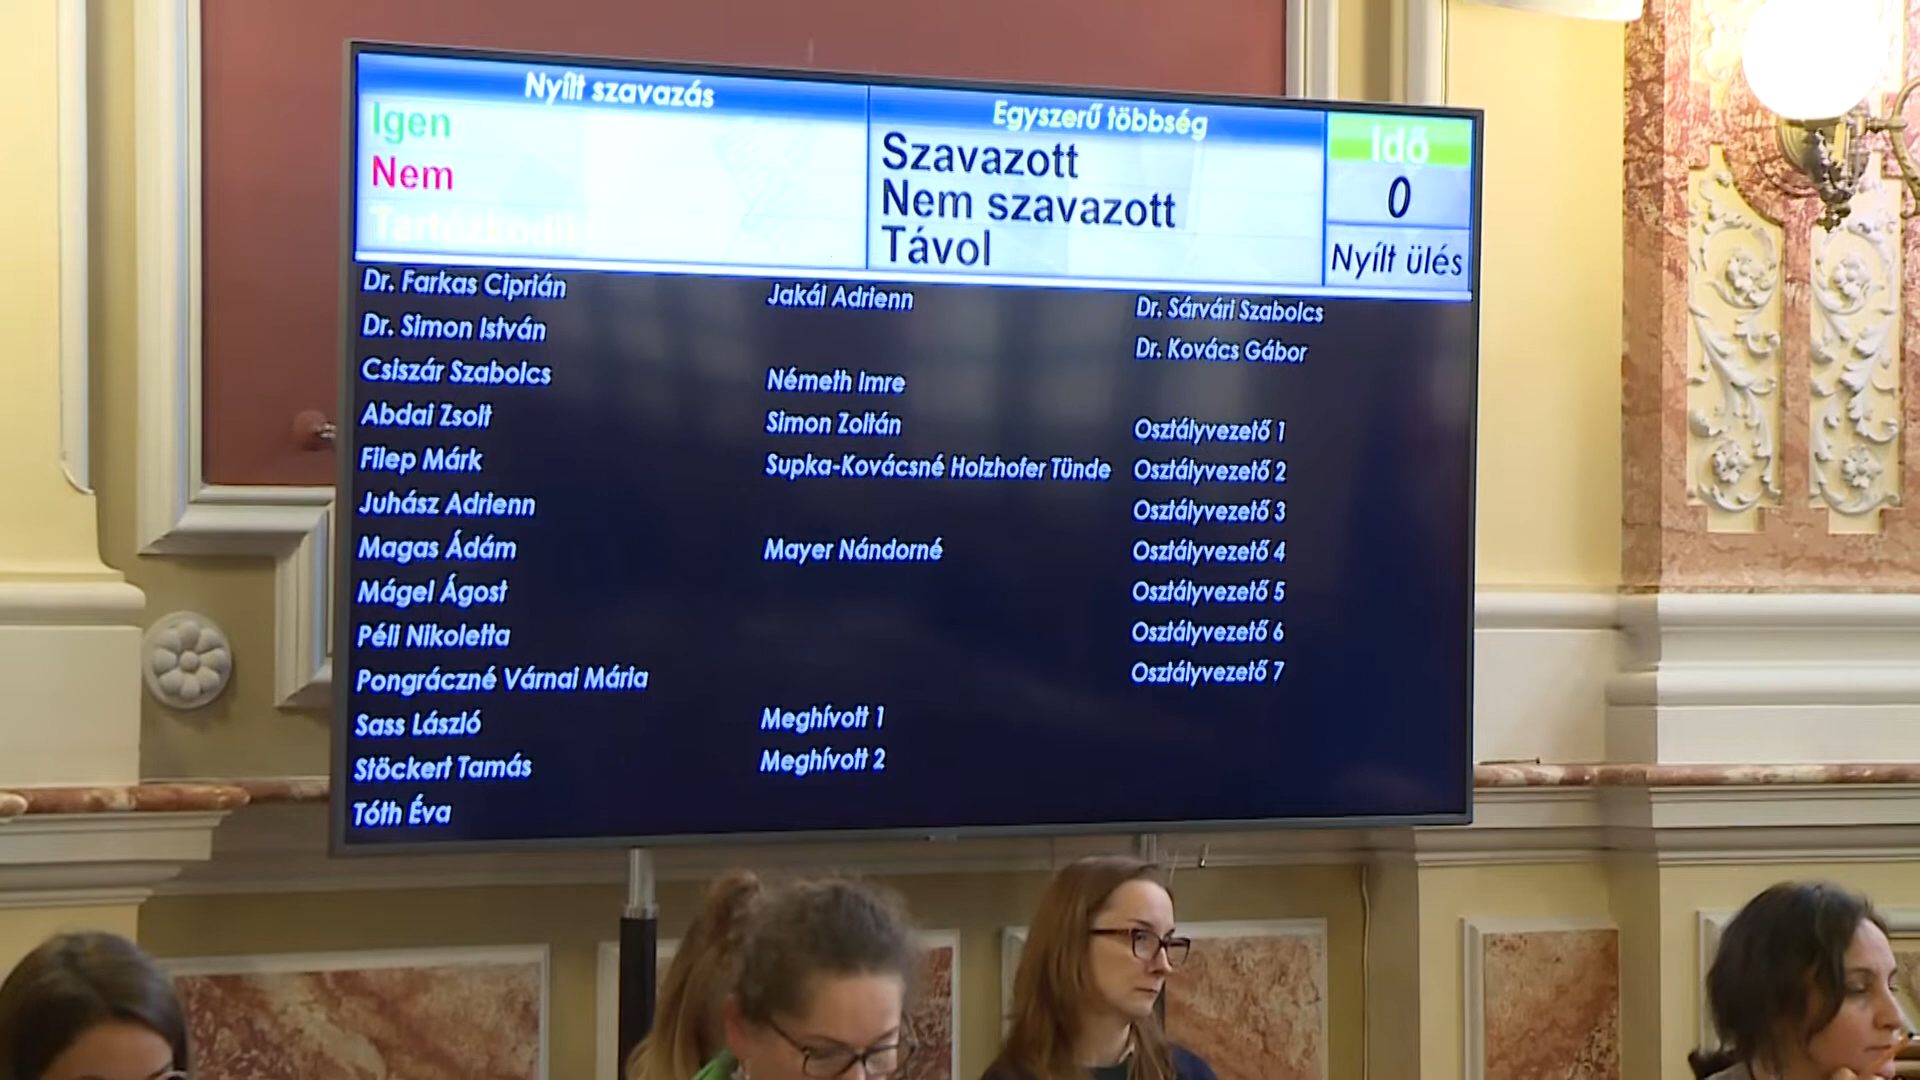 Nyílt szavazás
Igen
Nem
Tartózkodik
Egyszerű többség
Szavazott
Nem szavazott
Távol
Idő
0
Nyílt ülés
Dr. Farkas Ciprián
Dr. Simon István
Csiszár Szabolcs
Abdai Zsolt
Filep Márk
Juhász Adrienn
Magas Ádám
Mágel Ágost
Péli Nikoletta
Pongráczné Várnai Mária
Sass László
Stöckert Tamás
Tóth Éva
Jakál Adrienn
Németh Imre
Simon Zoltán
Supka-Kovácsné Holzhofer Tünde
Mayer Nándorné
Meghívott 1
Meghívott 2
Dr. Sárvári Szabolcs
Dr. Kovács Gábor
Osztályvezető 1
Osztályvezető 2
Osztályvezető 3
Osztályvezető 4
Osztályvezető 5
Osztályvezető 6
Osztályvezető 7